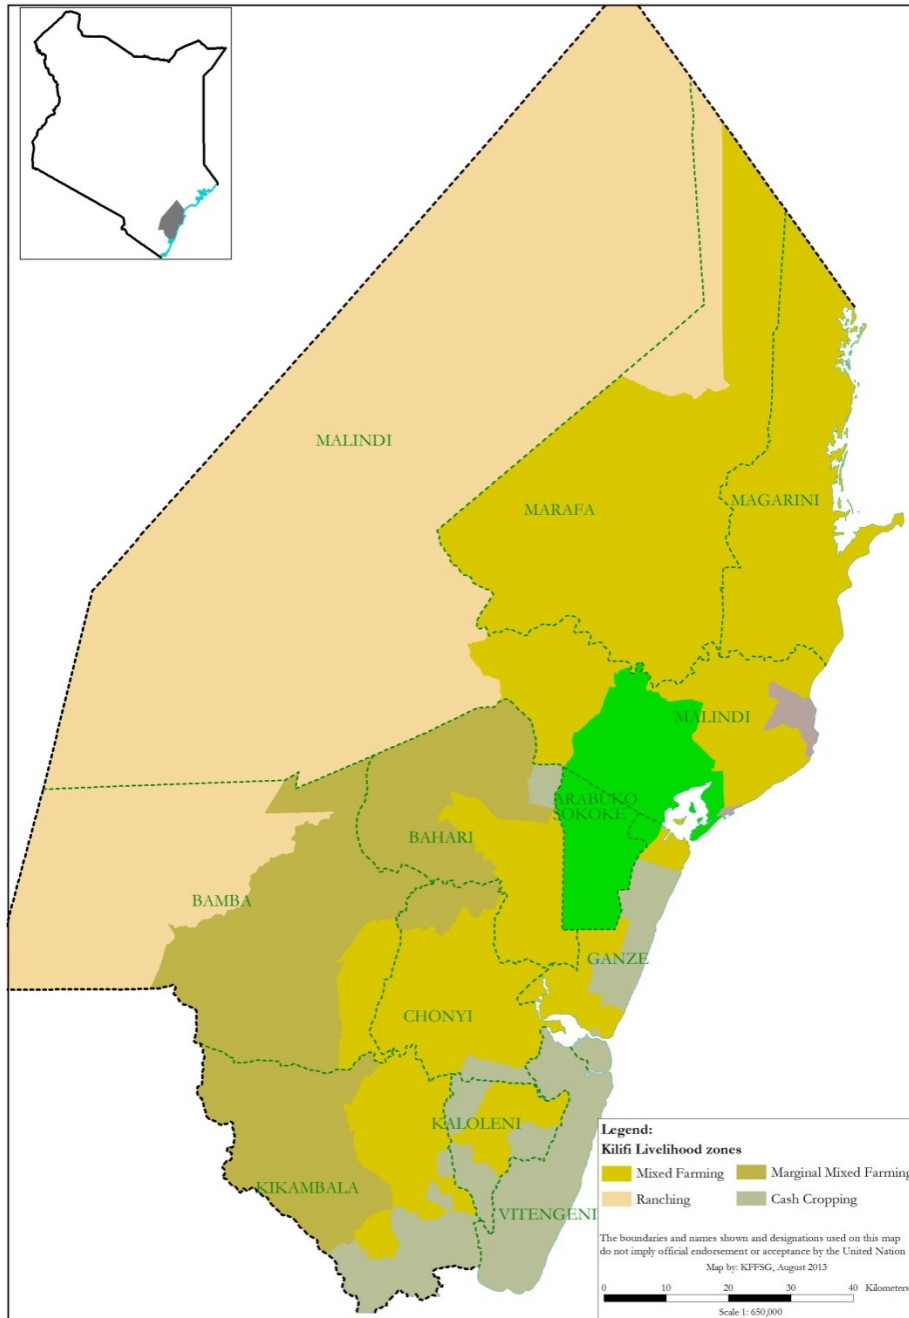 MALINDI
MARAFA
MAGARINI
MALINDI
ARABUKO
SOKOKE
BAHARI
BAMBA
GANZE
CHONYI
KALOLENI
KIKAMBALA
VITENGENI
Legend:
Kilifi Livelihood zones
Mixed Farming
Marginal Mixed Farming
Ranching
Cash Cropping
The boundaries and names shown and designations used on this map
do not imply official endorsement or acceptance by the United Nation
Map by: KFFSG, August 2013
0 10 20 30 40 Kilometers
Scale 1: 650,000